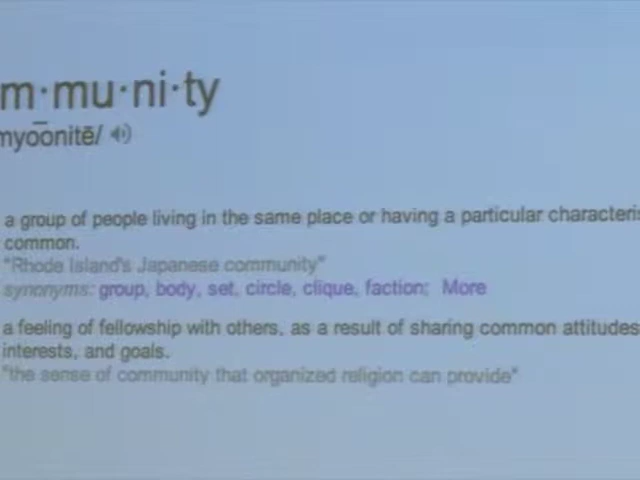 m·mu·ni·ty
myo͞onitē/
a group of people living in the same place or having a particular characteris
common.
"Rhode Island's Japanese community"
synonyms: group, body, set, circle, clique, faction; More
a feeling of fellowship with others, as a result of sharing common attitudes
interests, and goals.
"the sense of community that organized religion can provide"